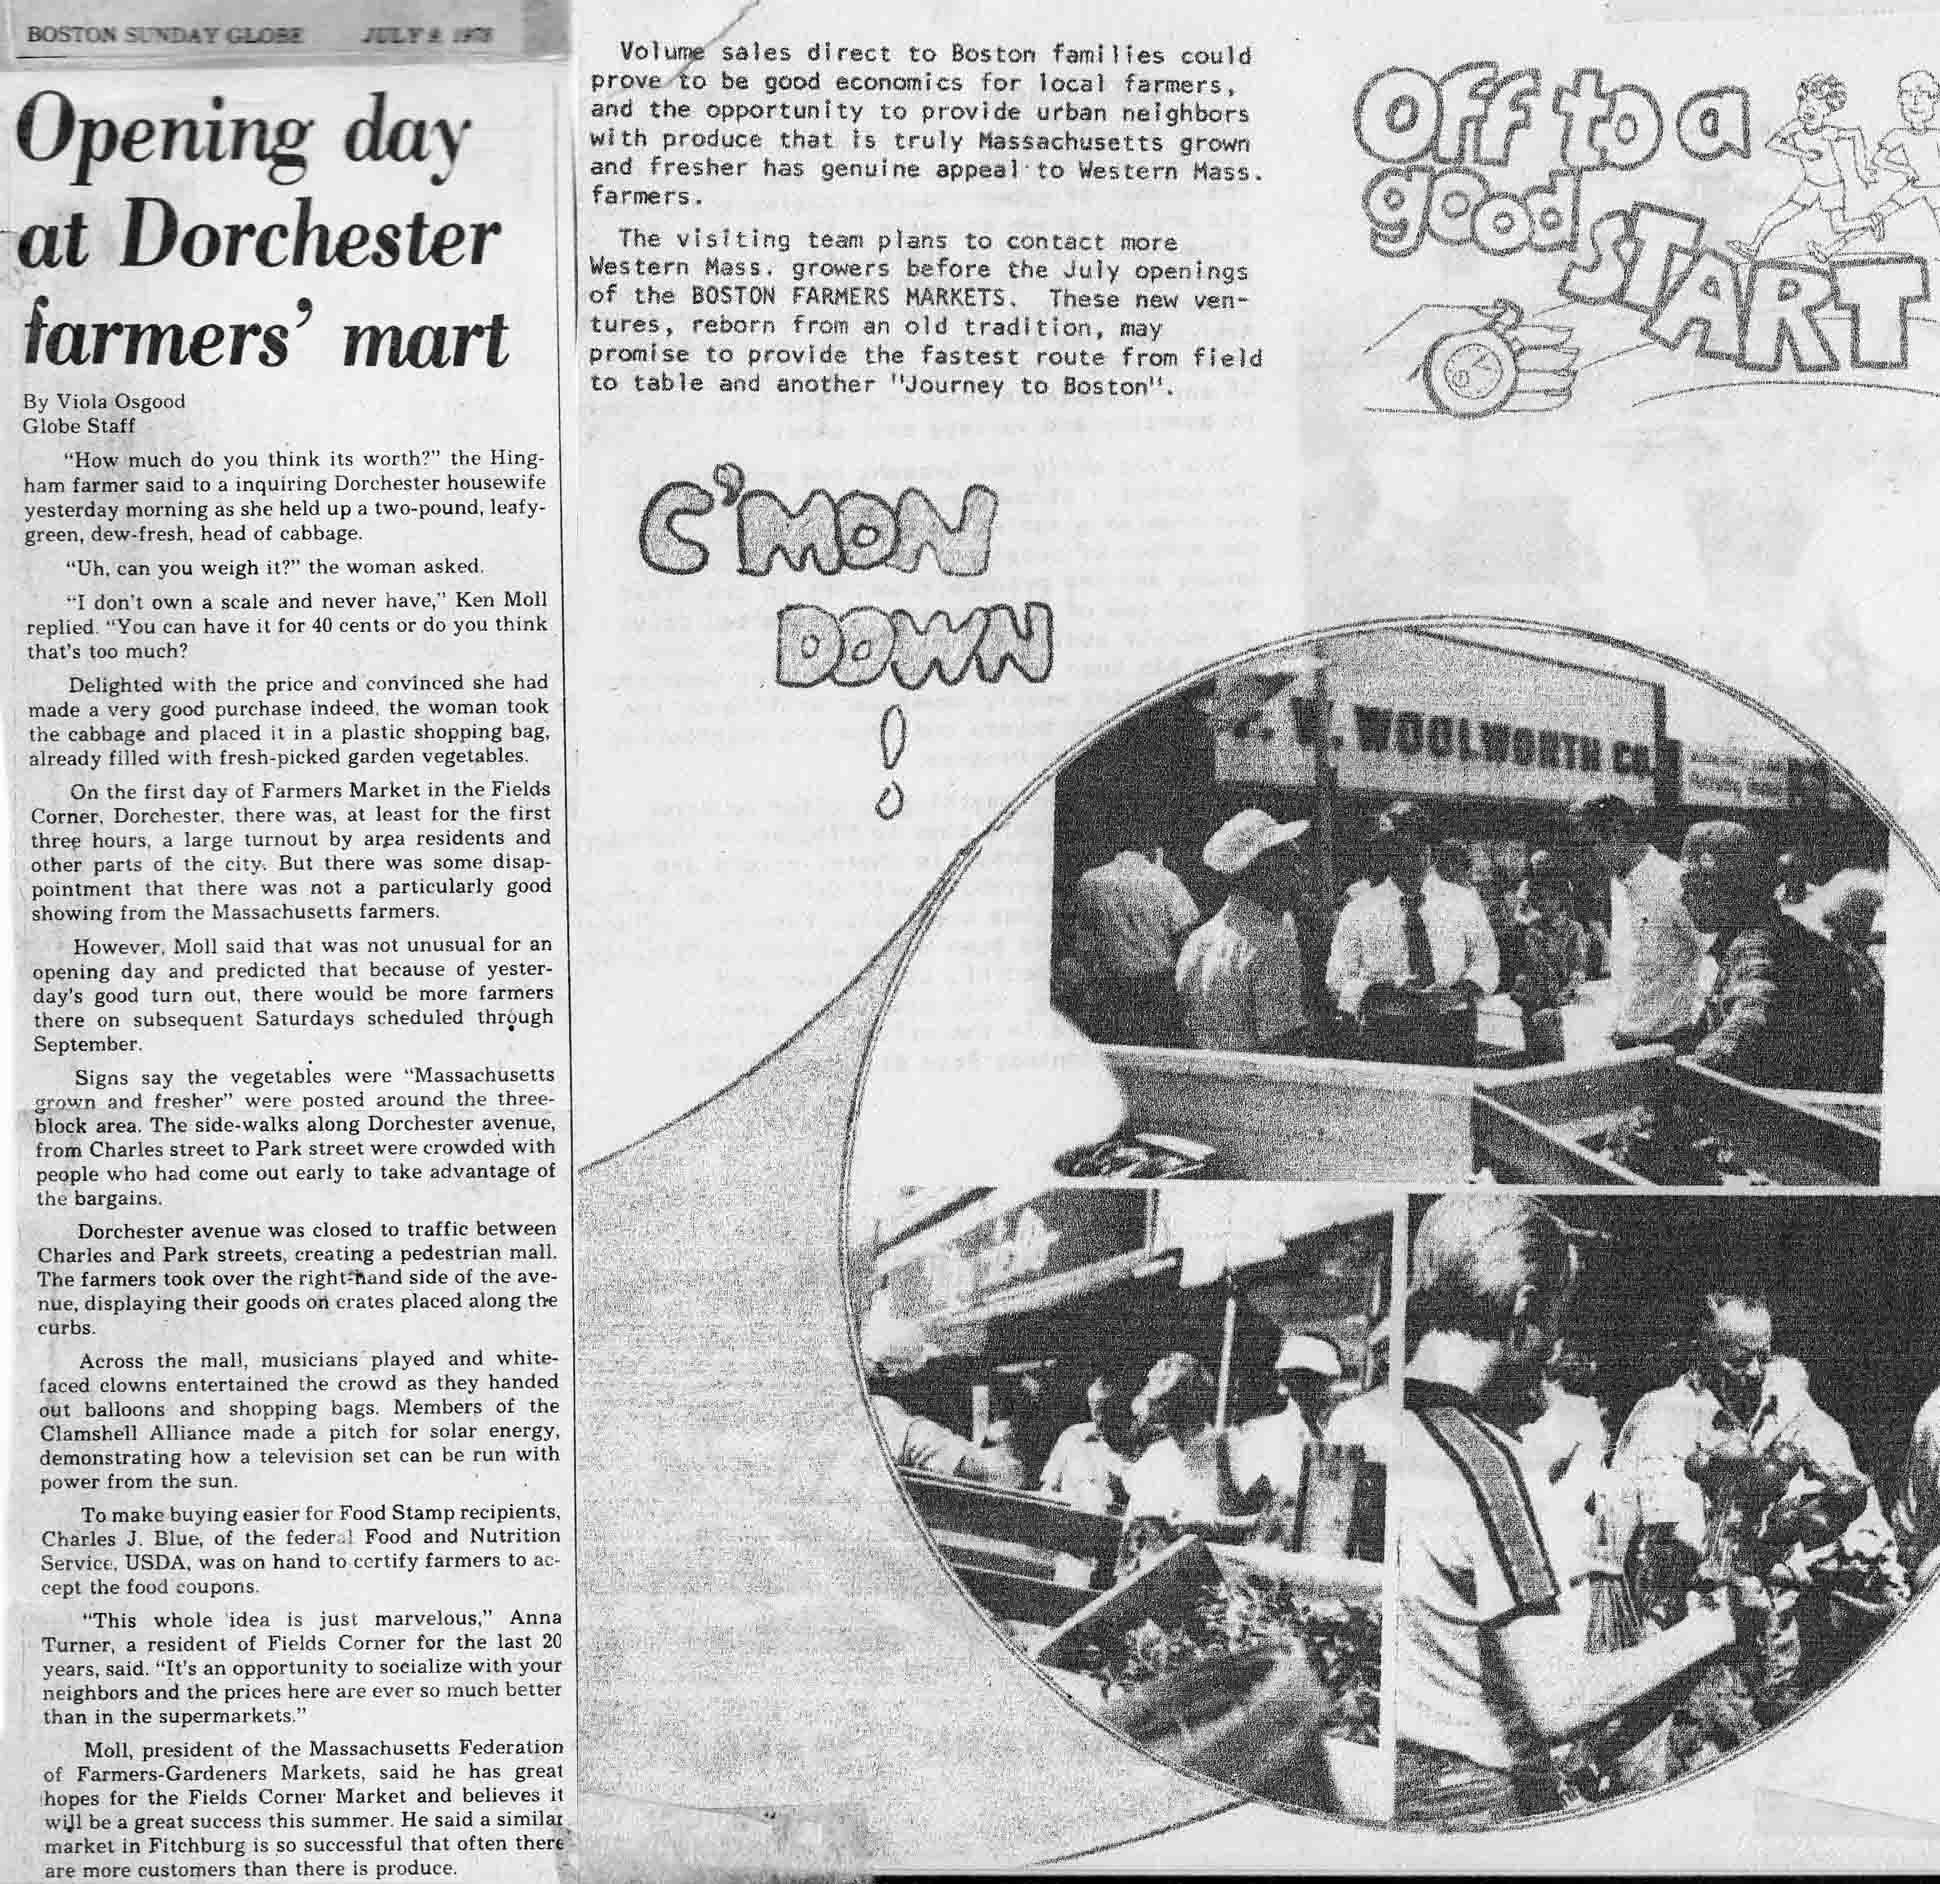 BOSTON SUNDAY GLOBE JULY 9 1978
Opening day
at Dorchester
farmers' mart
By Viola Osgood
Globe Staff
"How much do you think its worth?" the Hing-
ham farmer said to a inquiring Dorchester housewife
yesterday morning as she held up a two-pound, leafy-
green, dew-fresh, head of cabbage.
"Uh, can you weigh it?" the woman asked.
"I don't own a scale and never have," Ken Moll
replied. "You can have it for 40 cents or do you think
that's too much?
Delighted with the price and convinced she had
made a very good purchase indeed, the woman took
the cabbage and placed it in a plastic shopping bag,
already filled with fresh-picked garden vegetables.
On the first day of Farmers Market in the Fields
Corner, Dorchester, there was, at least for the first
three hours, a large turnout by area residents and
other parts of the city. But there was some disap-
pointment that there was not a particularly good
showing from the Massachusetts farmers.
However, Moll said that was not unusual for an
opening day and predicted that because of yester-
day's good turn out, there would be more farmers
there on subsequent Saturdays scheduled through
September.
Signs say the vegetables were "Massachusetts
grown and fresher" were posted around the three-
block area. The side-walks along Dorchester avenue,
from Charles street to Park street were crowded with
people who had come out early to take advantage of
the bargains.
Dorchester avenue was closed to traffic between
Charles and Park streets, creating a pedestrian mall.
The farmers took over the right-hand side of the ave-
nue, displaying their goods on crates placed along the
curbs.
Across the mall, musicians played and white-
faced clowns entertained the crowd as they handed
out balloons and shopping bags. Members of the
Clamshell Alliance made a pitch for solar energy,
demonstrating how a television set can be run with
power from the sun.
To make buying easier for Food Stamp recipients,
Charles J. Blue, of the federal Food and Nutrition
Service, USDA, was on hand to certify farmers to ac-
cept the food coupons.
"This whole idea is just marvelous," Anna
Turner, a resident of Fields Corner for the last 20
years, said. "It's an opportunity to socialize with your
neighbors and the prices here are ever so much better
than in the supermarkets."
Moll, president of the Massachusetts Federation
of Farmers-Gardeners Markets, said he has great
hopes for the Fields Corner Market and believes it
will be a great success this summer. He said a similar
market in Fitchburg is so successful that often there
are more customers than there is produce.
Volume sales direct to Boston families could
prove to be good economics for local farmers,
and the opportunity to provide urban neighbors
with produce that is truly Massachusetts grown
and fresher has genuine appeal to Western Mass.
farmers.
The visiting team plans to contact more
Western Mass. growers before the July openings
of the BOSTON FARMERS MARKETS. These new ven-
tures, reborn from an old tradition, may
promise to provide the fastest route from field
to table and another "Journey to Boston".
off to a
good
START
C'MON
DOWN
!
W. WOOLWORTH CO.